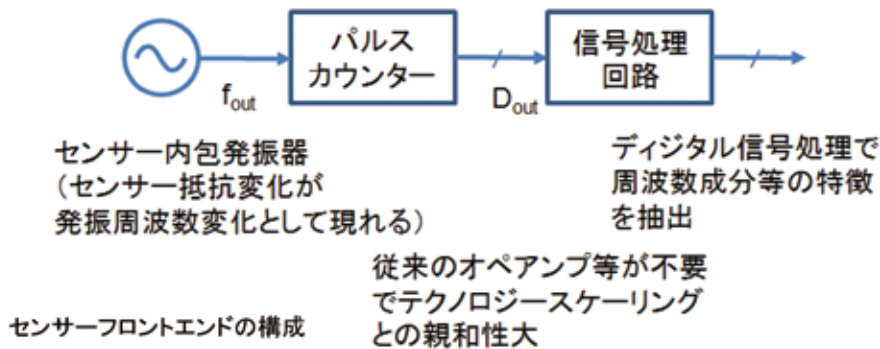 パルス
カウンター
信号処理
回路
fout
Dout
センサー内包発振器
（センサー抵抗変化が
発振周波数変化として現れる）
ディジタル信号処理で
周波数成分等の特徴
を抽出
従来のオペアンプ等が不要
でテクノロジースケーリング
との親和性大
センサーフロントエンドの構成